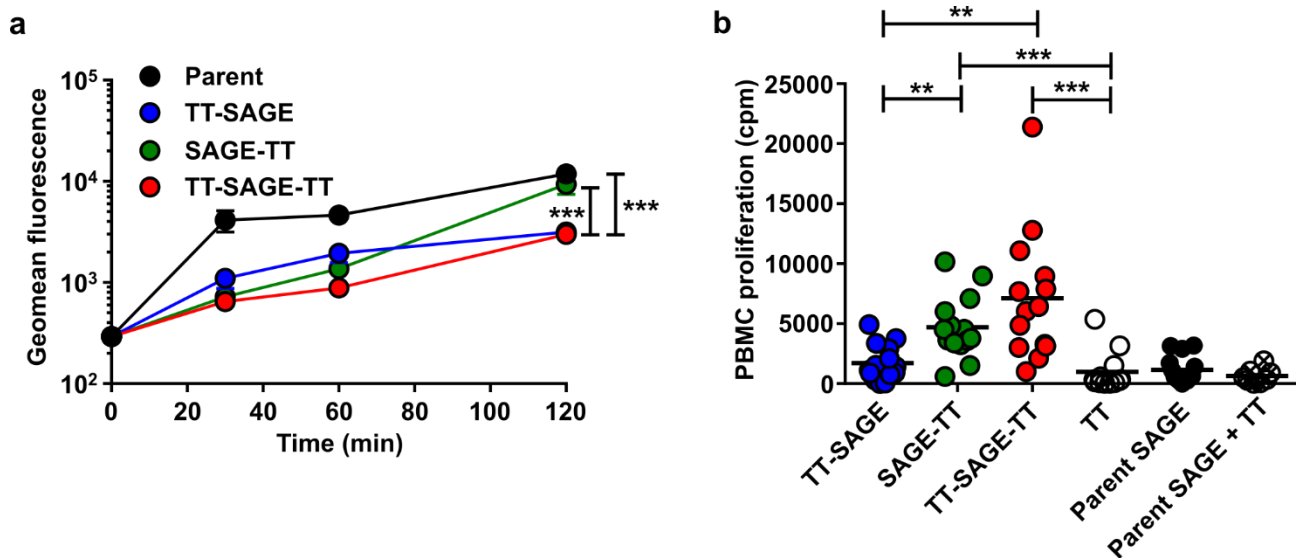 a
10^5
10^4
10^3
10^2
Geomean fluorescence
Parent
TT-SAGE
SAGE-TT
TT-SAGE-TT
***
***
0
20
40
60
80
100
120
Time (min)
b
**
***
**
***
25000
20000
15000
10000
5000
0
PBMC proliferation (cpm)
TT-SAGE
SAGE-TT
TT-SAGE-TT
TT
Parent SAGE
Parent SAGE + TT